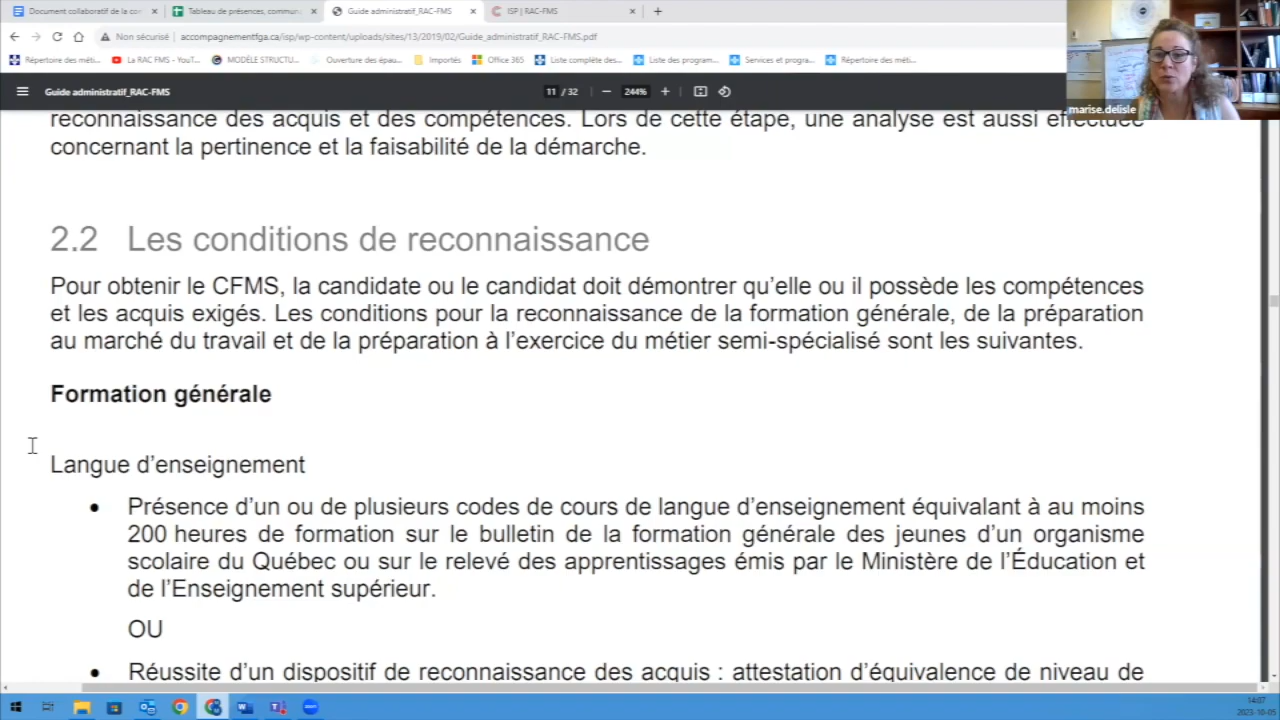 Document collaboratif de la co
Tableau de présences, commun
Guide administratif_RAC-FMS
ISP | RAC-FMS
Non sécurisé
accompagnementfga.ca/isp/wp-content/uploads/sites/13/2019/02/Guide_administratif_RAC-FMS.pdf
Répertoire des méti...
La RAC FMS - YouT...
MODÈLE STRUCTU...
Ouverture des épau...
Importés
Office 365
Liste complète des...
Liste des program...
Services et progra...
Répertoire des méti...
Guide administratif_RAC-FMS
11 / 32
244%
marise.delisle
reconnaissance des acquis et des compétences. Lors de cette étape, une analyse est aussi effectuée
concernant la pertinence et la faisabilité de la démarche.
2.2 Les conditions de reconnaissance
Pour obtenir le CFMS, la candidate ou le candidat doit démontrer qu’elle ou il possède les compétences
et les acquis exigés. Les conditions pour la reconnaissance de la formation générale, de la préparation
au marché du travail et de la préparation à l’exercice du métier semi-spécialisé sont les suivantes.
Formation générale
Langue d’enseignement
• Présence d’un ou de plusieurs codes de cours de langue d’enseignement équivalant à au moins
200 heures de formation sur le bulletin de la formation générale des jeunes d’un organisme
scolaire du Québec ou sur le relevé des apprentissages émis par le Ministère de l’Éducation et
de l’Enseignement supérieur.
OU
• Réussite d’un dispositif de reconnaissance des acquis : attestation d’équivalence de niveau de
14:07
2023-10-05